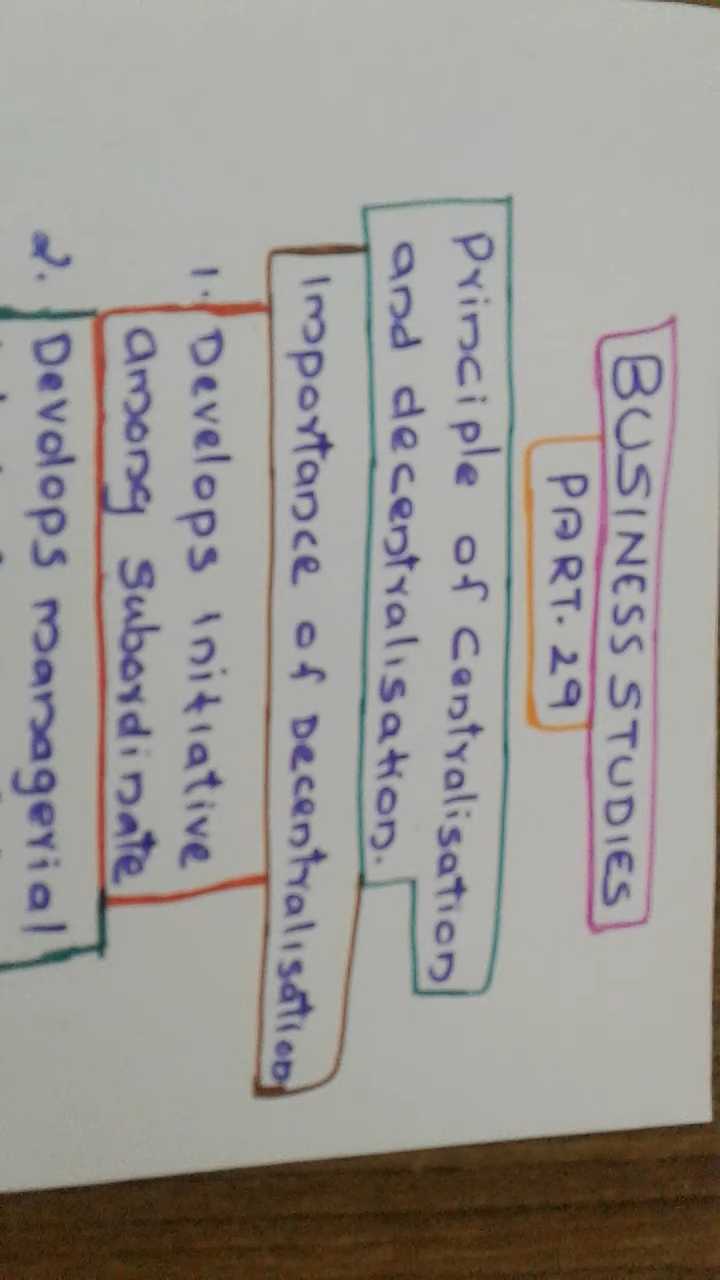 BUSINESS STUDIES
PART. 29
Principle of Centralisation
and decentralisation.
Importance of Decentralisation
1. Develops Initiative
among Subordinate
2. Devolops managerial